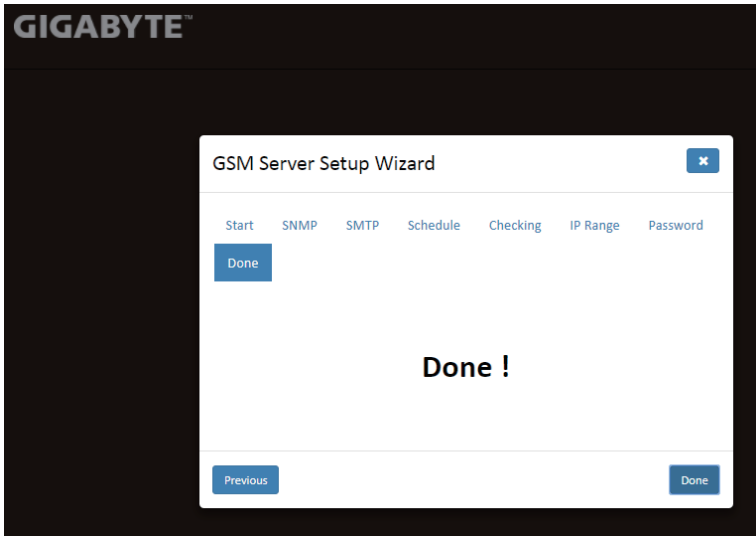 GIGABYTE™
GSM Server Setup Wizard
Start SNMP SMTP Schedule Checking IP Range Password
Done
Done !
Previous Done